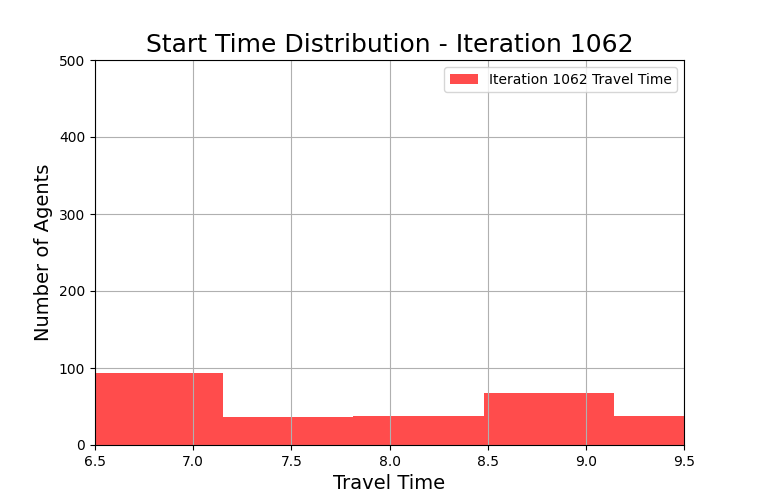 Start Time Distribution - Iteration 1062
Iteration 1062 Travel Time
Number of Agents
500
400
300
200
100
0
6.5 7.0 7.5 8.0 8.5 9.0 9.5
Travel Time